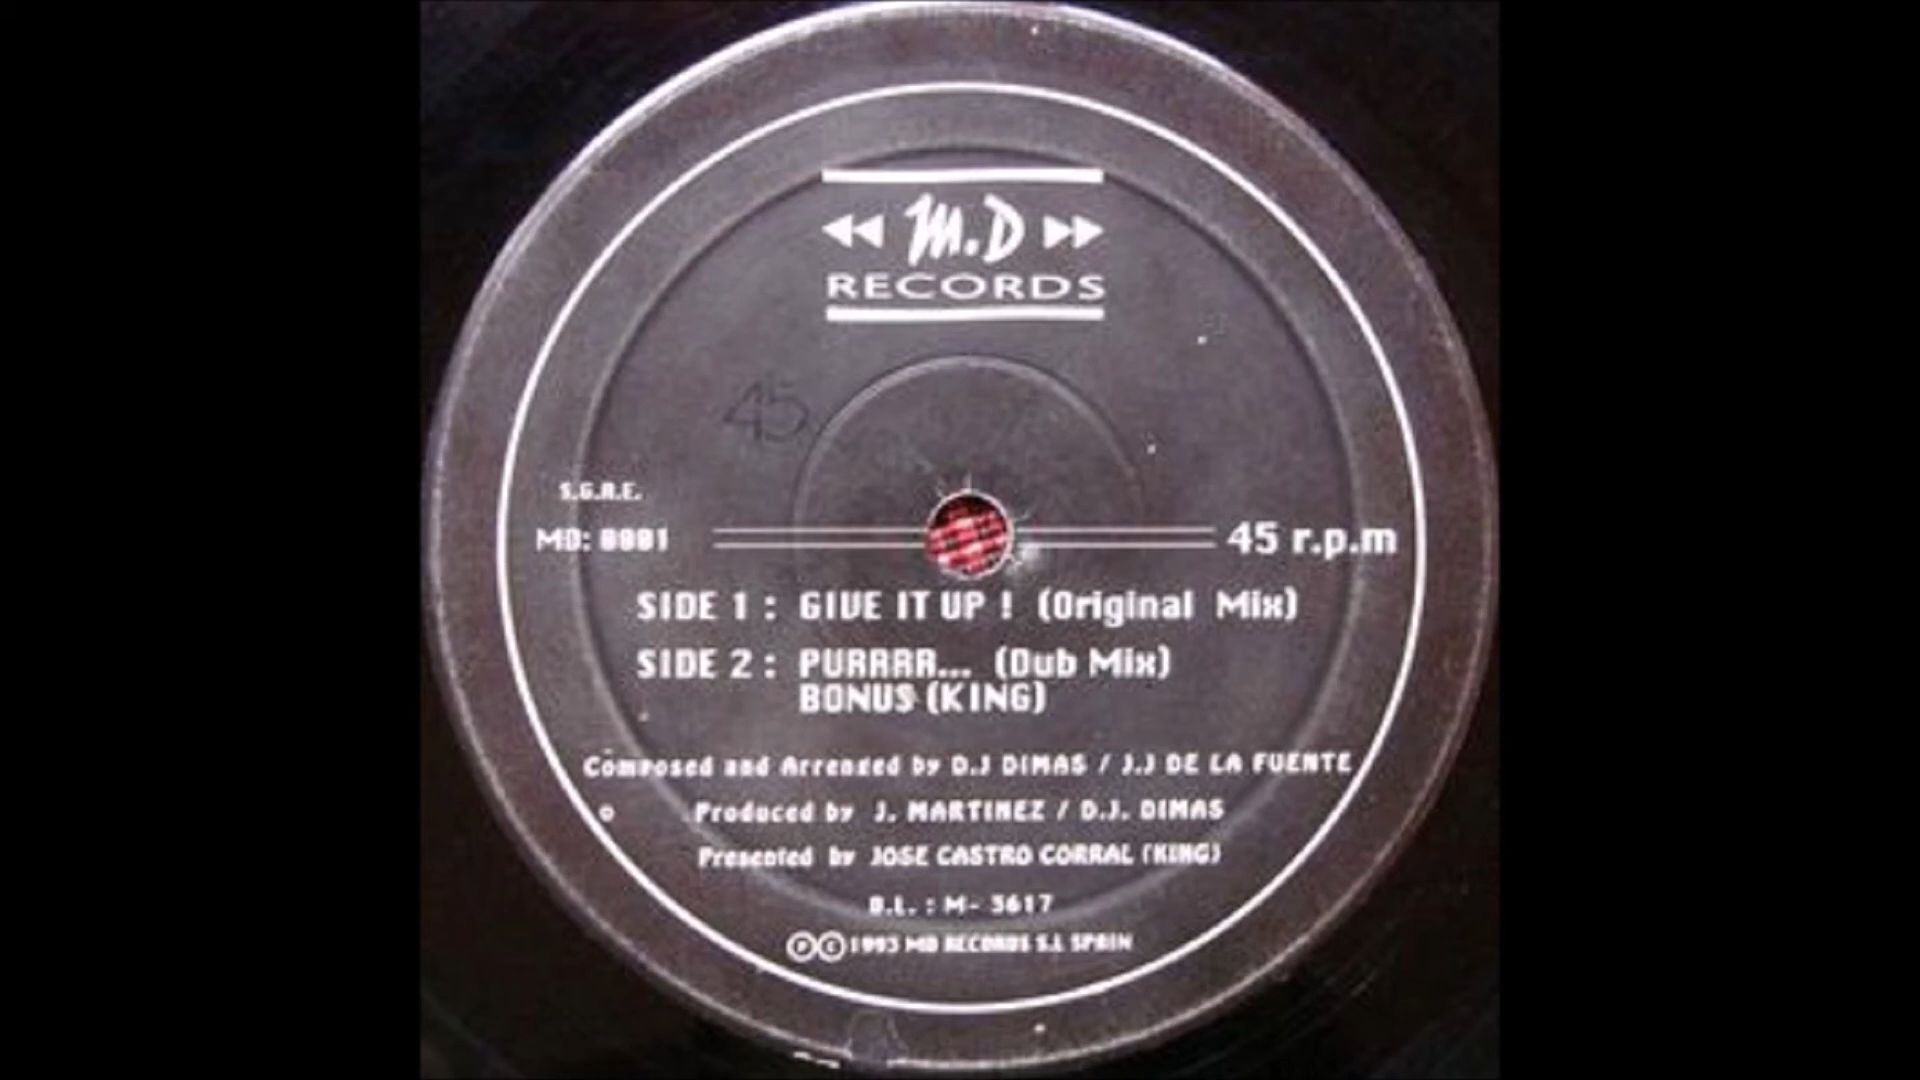 M.D
RECORDS
45
S.G.A.E.
MD: 0001
45 r.p.m
SIDE 1 : GIVE IT UP ! (Original Mix)
SIDE 2 : PURRRR... (Dub Mix)
BONUS (KING)
Composed and Arrenged by D.J DIMAS / J.J DE LA FUENTE
Produced by J. MARTINEZ / D.J. DIMAS
Presented by JOSE CASTRO CORRAL (KING)
D.L. : M- 3617
℗© 1993 MD RECORDS S.L SPAIN